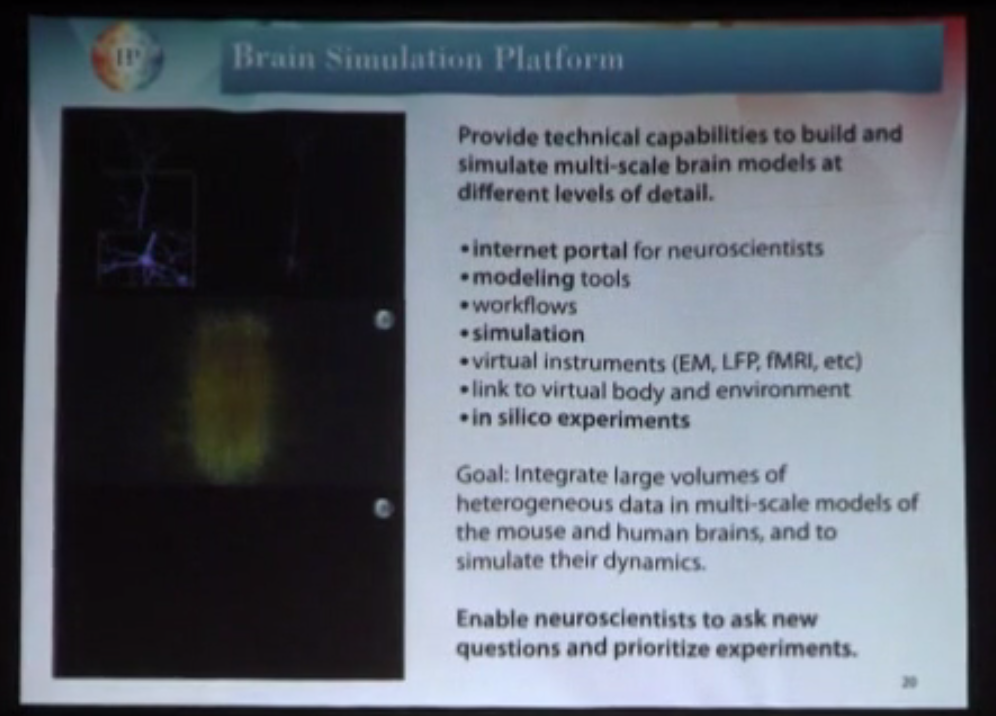 Brain Simulation Platform
Provide technical capabilities to build and
simulate multi-scale brain models at
different levels of detail.
•internet portal for neuroscientists
•modeling tools
•workflows
•simulation
•virtual instruments (EM, LFP, fMRI, etc)
•link to virtual body and environment
•in silico experiments
Goal: Integrate large volumes of
heterogeneous data in multi-scale models of
the mouse and human brains, and to
simulate their dynamics.
Enable neuroscientists to ask new
questions and prioritize experiments.
20